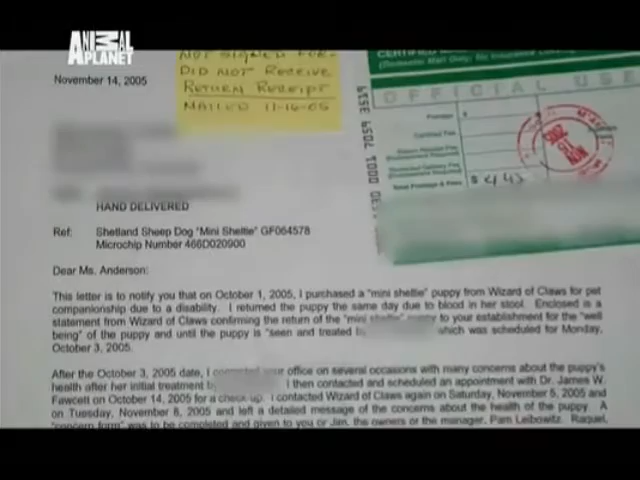 ANIMAL
PLANET
NOT SIGNED FOR-
DID NOT RECEIVE
RETURN RECEIPT
MAILED 11-16-05
CERTIFIED
OFFICIAL USE
Postage $
Certified Fee
Total Postage & Fees $ 4.43
0001 7059 3519
November 14, 2005
HAND DELIVERED
Ref: Shetland Sheep Dog "Mini Sheltie" GF064578
Microchip Number 466D020900
Dear Ms. Anderson:
This letter is to notify you that on October 1, 2005, I purchased a "mini sheltie" puppy from Wizard of Claws for pet
companionship due to a disability. I returned the puppy the same day due to blood in her stool. Enclosed is a
statement from Wizard of Claws confirming the return of the "mini sheltie" puppy to your establishment for the "well
being" of the puppy and until the puppy is "seen and treated which was scheduled for Monday,
October 3, 2005.
After the October 3, 2005 date, I your office on several occasions with many concerns about the puppy's
health after her initial treatment I then contacted and scheduled an appointment with Dr. James W.
Fawcett on October 14, 2005 for a check up. I contacted Wizard of Claws again on Saturday, November 5, 2005 and
on Tuesday, November 8, 2005 and left a detailed message of the concerns about the health of the puppy. A
"concern form" was to be completed and given to you or Jim, the owners or the manager, Pam Leibowitz. Raquel,